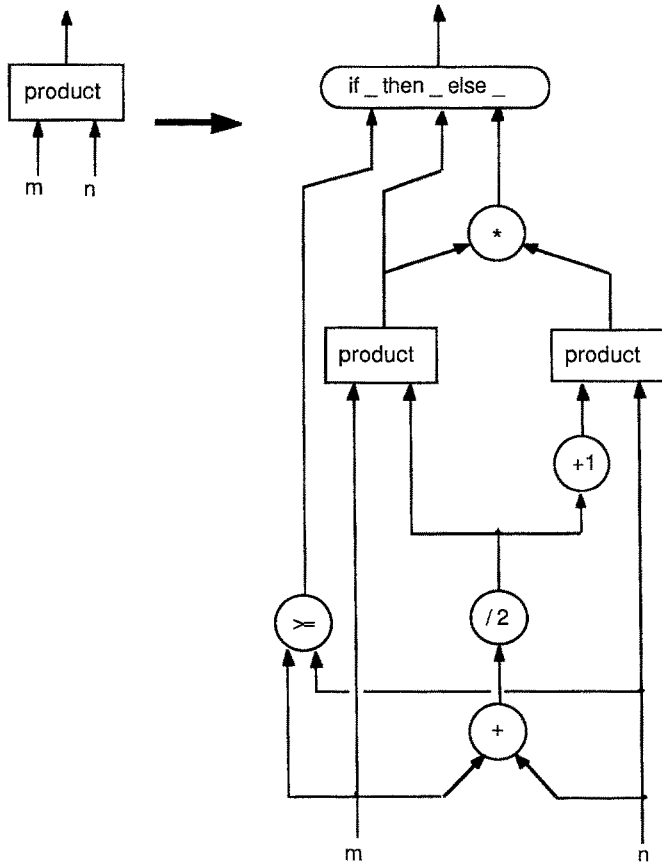 product
m n
if _ then _ else _
*
product product
+1
>= / 2
+
m n